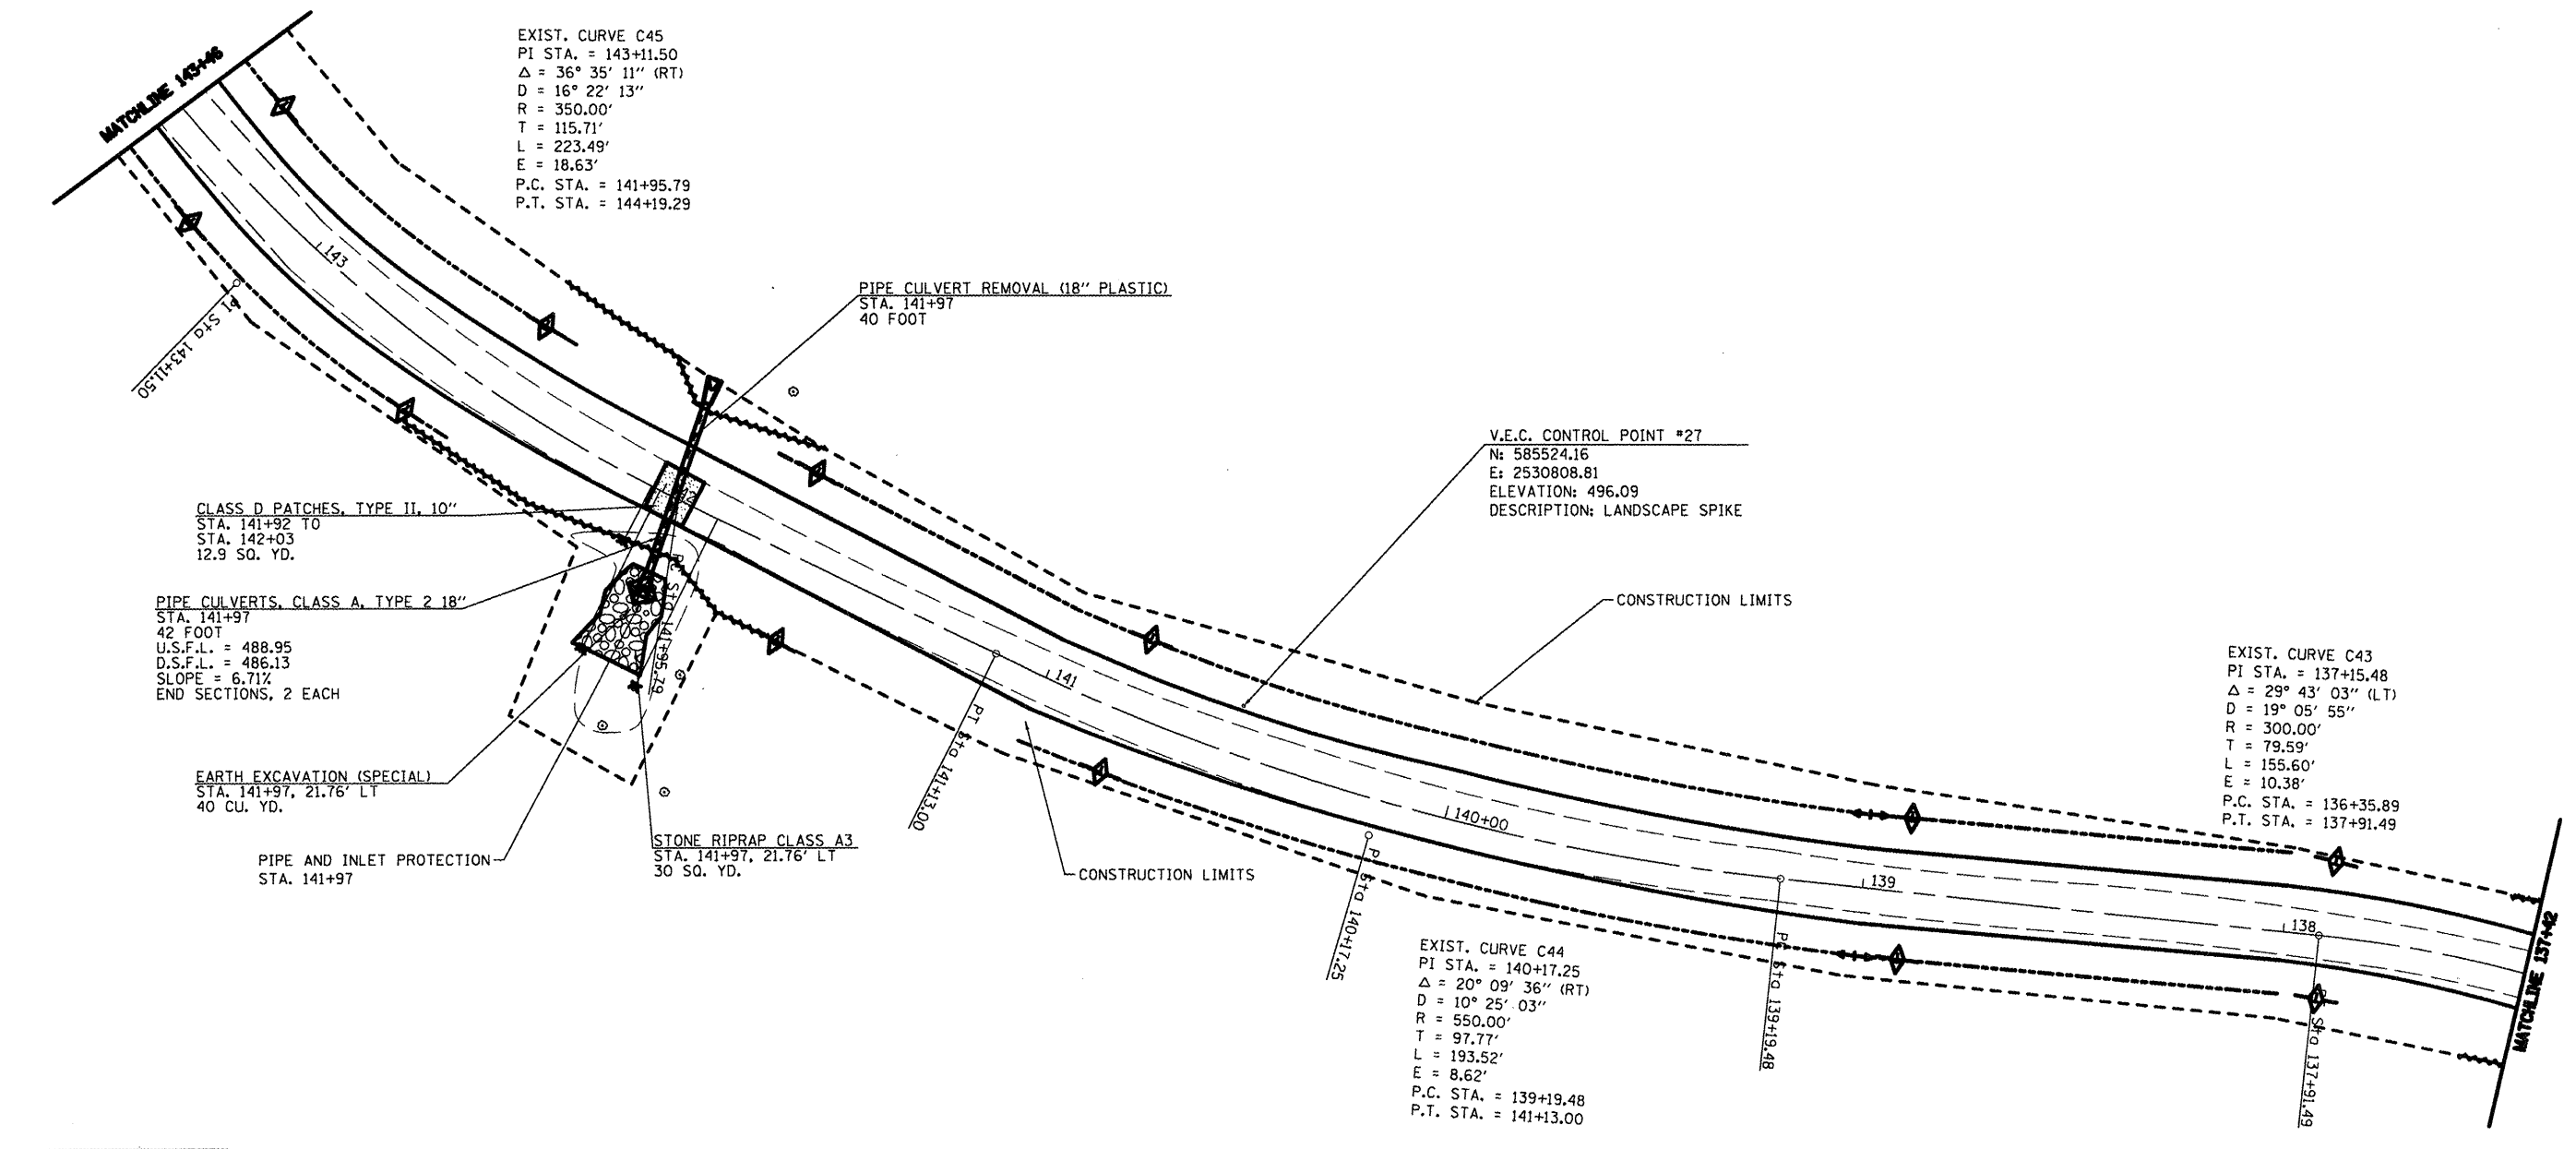 MATCHLINE 143+46
EXIST. CURVE C45
PI STA. = 143+11.50
Δ = 36° 35' 11" (RT)
D = 16° 22' 13"
R = 350.00'
T = 115.71'
L = 223.49'
E = 18.63'
P.C. STA. = 141+95.79
P.T. STA. = 144+19.29
143
PI Sta 143+11.50
PIPE CULVERT REMOVAL (18" PLASTIC)
STA. 141+97
40 FOOT
V.E.C. CONTROL POINT #27
N: 585524.16
E: 2530808.81
ELEVATION: 496.09
DESCRIPTION: LANDSCAPE SPIKE
CLASS D PATCHES, TYPE II, 10"
STA. 141+92 TO
STA. 142+03
12.9 SQ. YD.
PIPE CULVERTS, CLASS A, TYPE 2 18"
STA. 141+97
42 FOOT
U.S.F.L. = 488.95
D.S.F.L. = 486.13
SLOPE = 6.71%
END SECTIONS, 2 EACH
PC Sta 141+95.79
CONSTRUCTION LIMITS
141
PT Sta 141+13.00
EXIST. CURVE C43
PI STA. = 137+15.48
Δ = 29° 43' 03" (LT)
D = 19° 05' 55"
R = 300.00'
T = 79.59'
L = 155.60'
E = 10.38'
P.C. STA. = 136+35.89
P.T. STA. = 137+91.49
EARTH EXCAVATION (SPECIAL)
STA. 141+97, 21.76' LT
40 CU. YD.
PIPE AND INLET PROTECTION
STA. 141+97
STONE RIPRAP CLASS A3
STA. 141+97, 21.76' LT
30 SQ. YD.
CONSTRUCTION LIMITS
140+00
PI Sta 140+17.25
139
PC Sta 139+19.48
138
Sta 137+91.49
MATCHLINE 137+42
EXIST. CURVE C44
PI STA. = 140+17.25
Δ = 20° 09' 36" (RT)
D = 10° 25' 03"
R = 550.00'
T = 97.77'
L = 193.52'
E = 8.62'
P.C. STA. = 139+19.48
P.T. STA. = 141+13.00